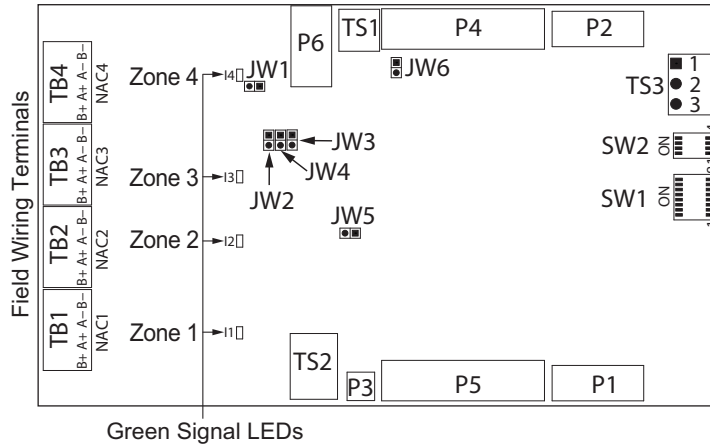 P6
TS1
P4
P2
TB4
B+ A+ A- B-
NAC4
Zone 4
I4
JW1
JW6
TS3
1
2
3
JW3
JW4
JW2
SW2
ON
TB3
B+ A+ A- B-
NAC3
Zone 3
I3
SW1
ON
JW5
TB2
B+ A+ A- B-
NAC2
Zone 2
I2
Field Wiring Terminals
TB1
B+ A+ A- B-
NAC1
Zone 1
I1
TS2
P3
P5
P1
Green Signal LEDs